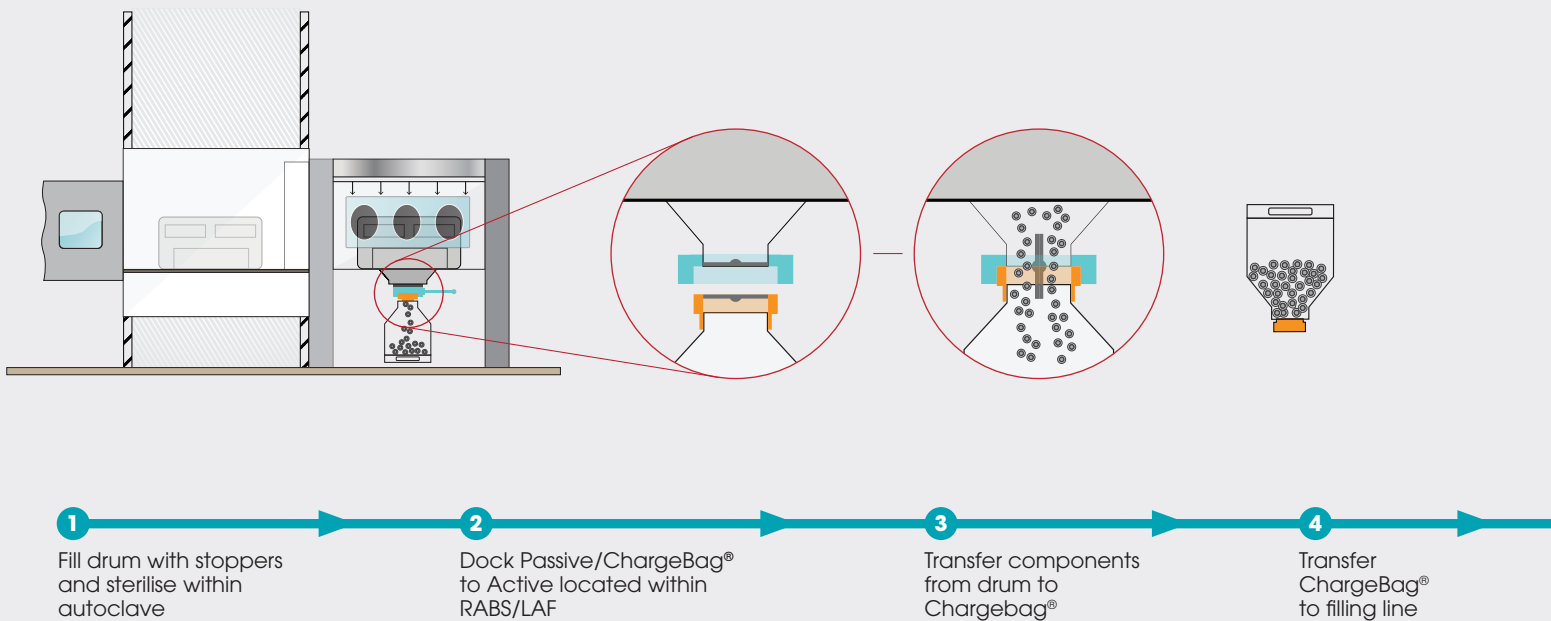 1
Fill drum with stoppers
and sterilise within
autoclave
2
Dock Passive/ChargeBag®
to Active located within
RABS/LAF
3
Transfer components
from drum to
Chargebag®
4
Transfer
ChargeBag®
to filling line